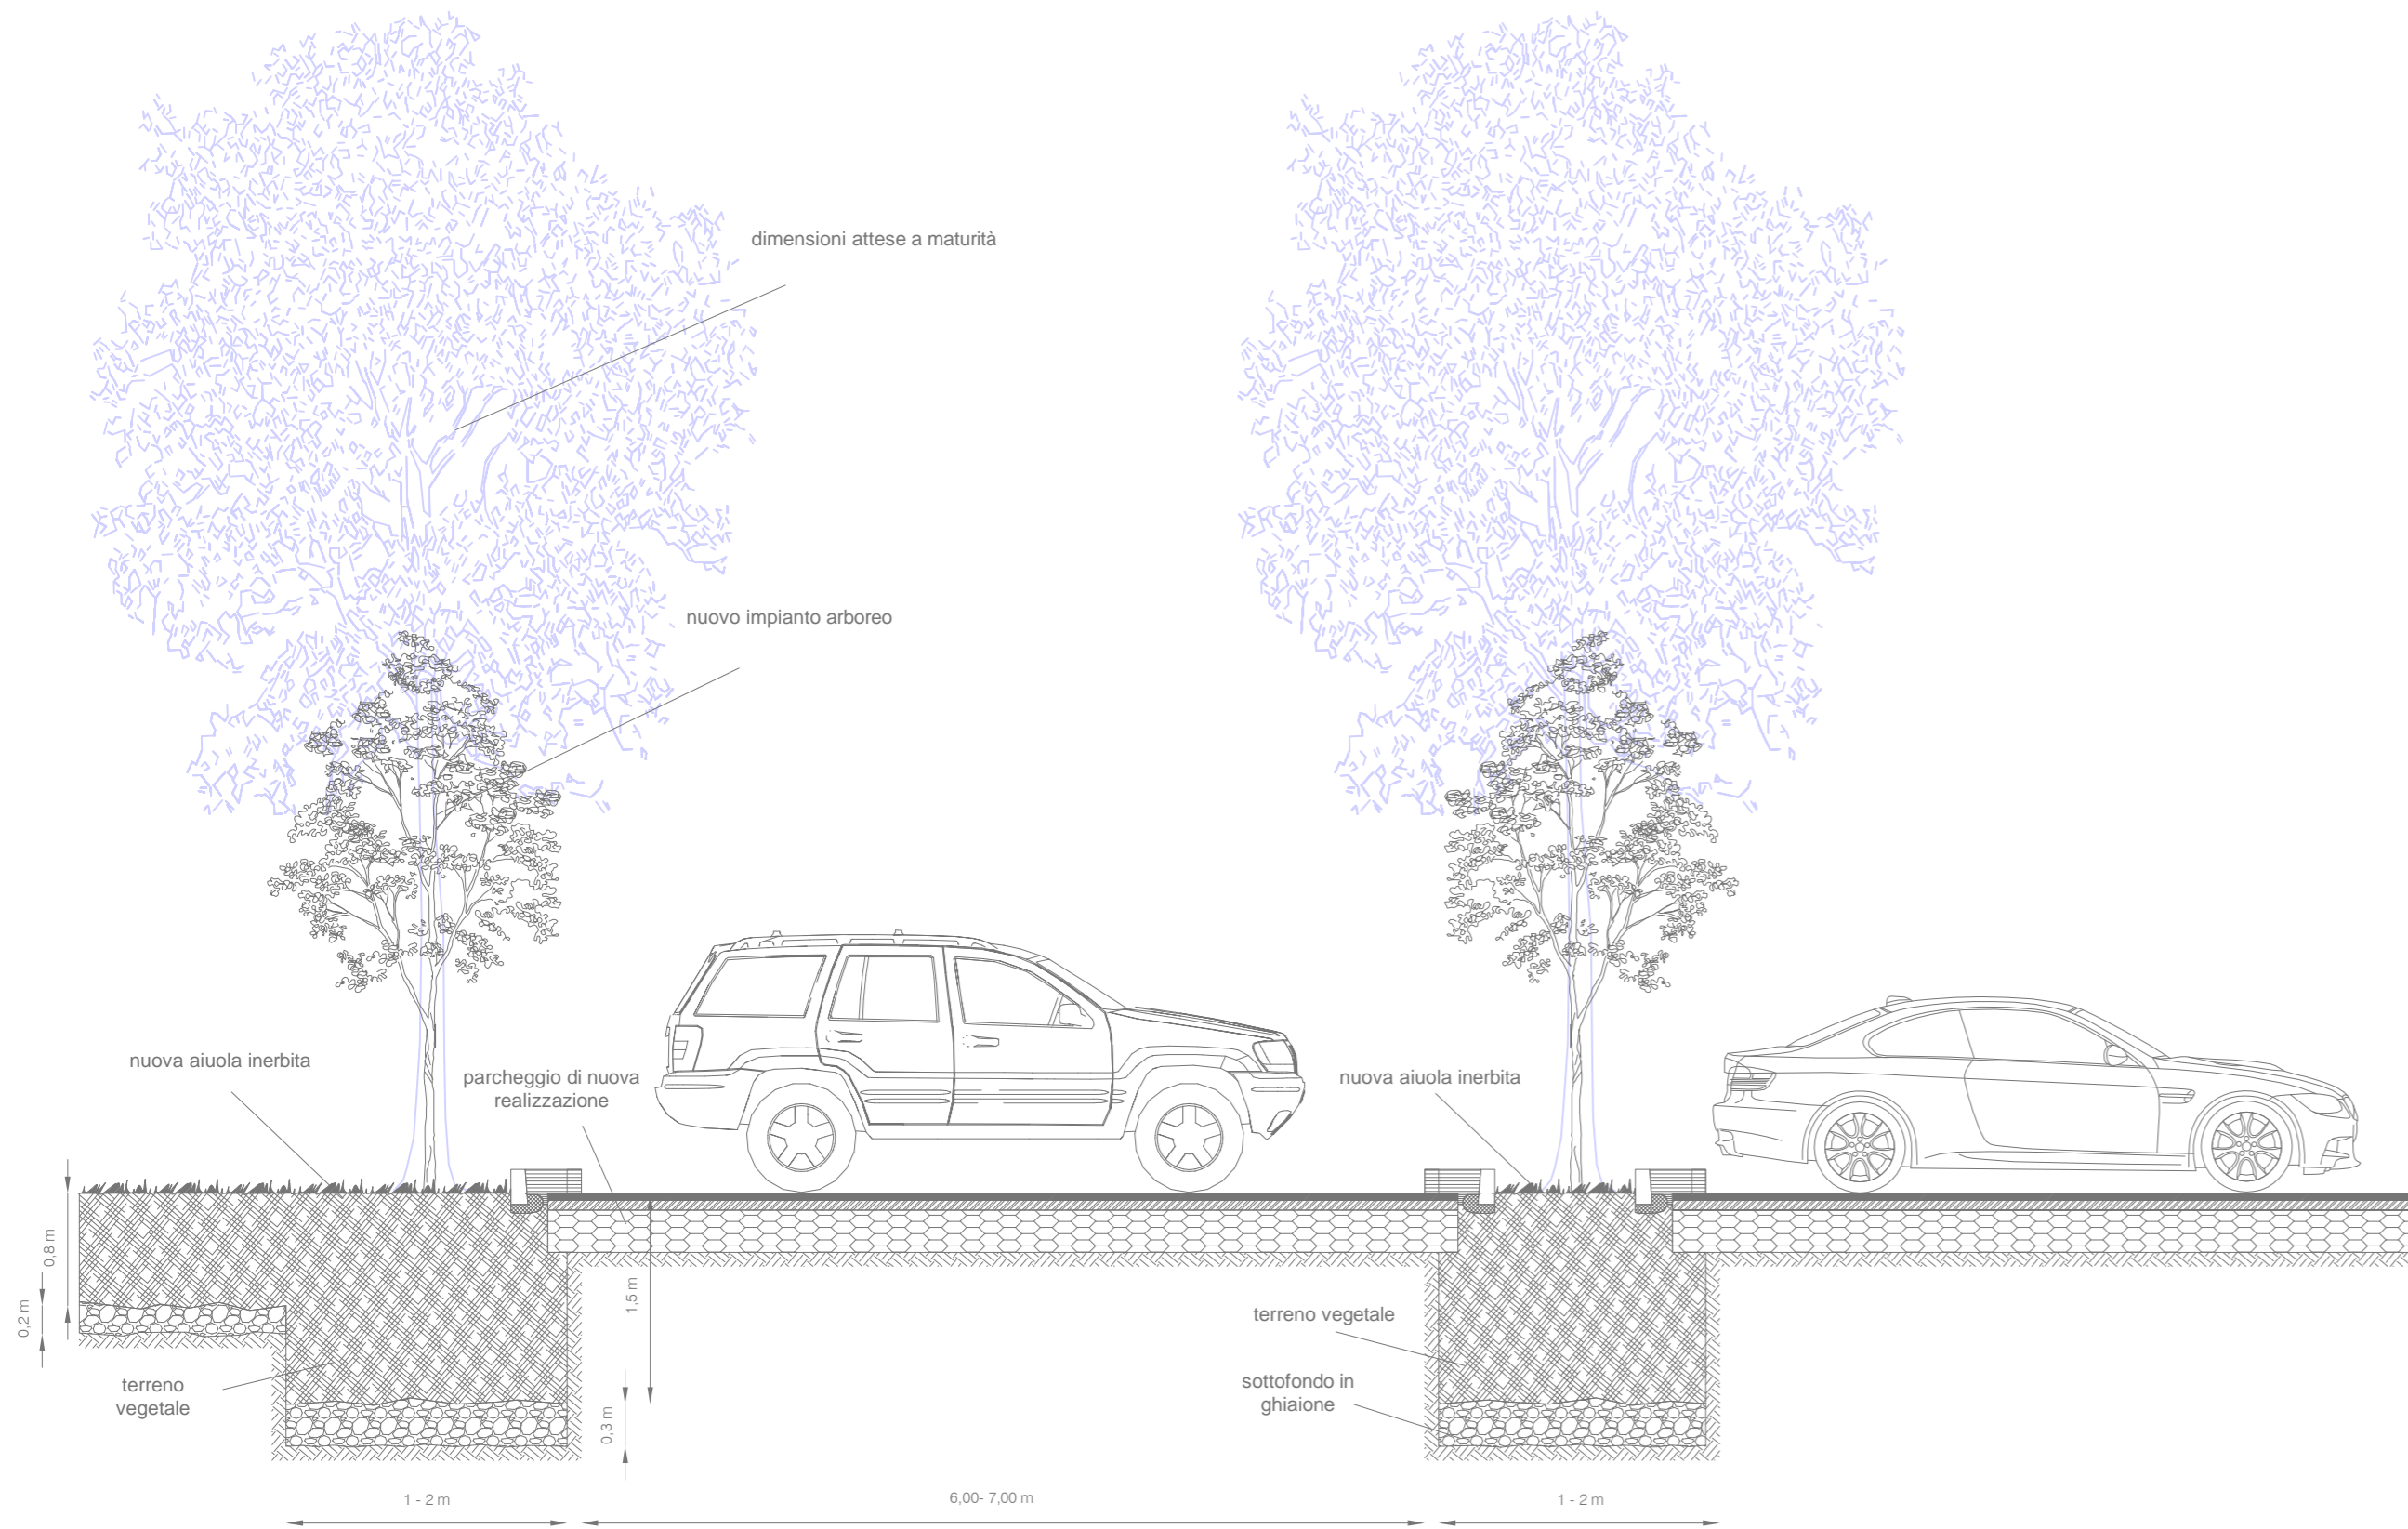 dimensioni attese a maturità
nuovo impianto arboreo
nuova aiuola inerbita
parcheggio di nuova
realizzazione
nuova aiuola inerbita
0,8 m
0,2 m
1,5 m
terreno vegetale
terreno
vegetale
sottofondo in
ghiaione
0,3 m
1 - 2 m
6,00- 7,00 m
1 - 2 m